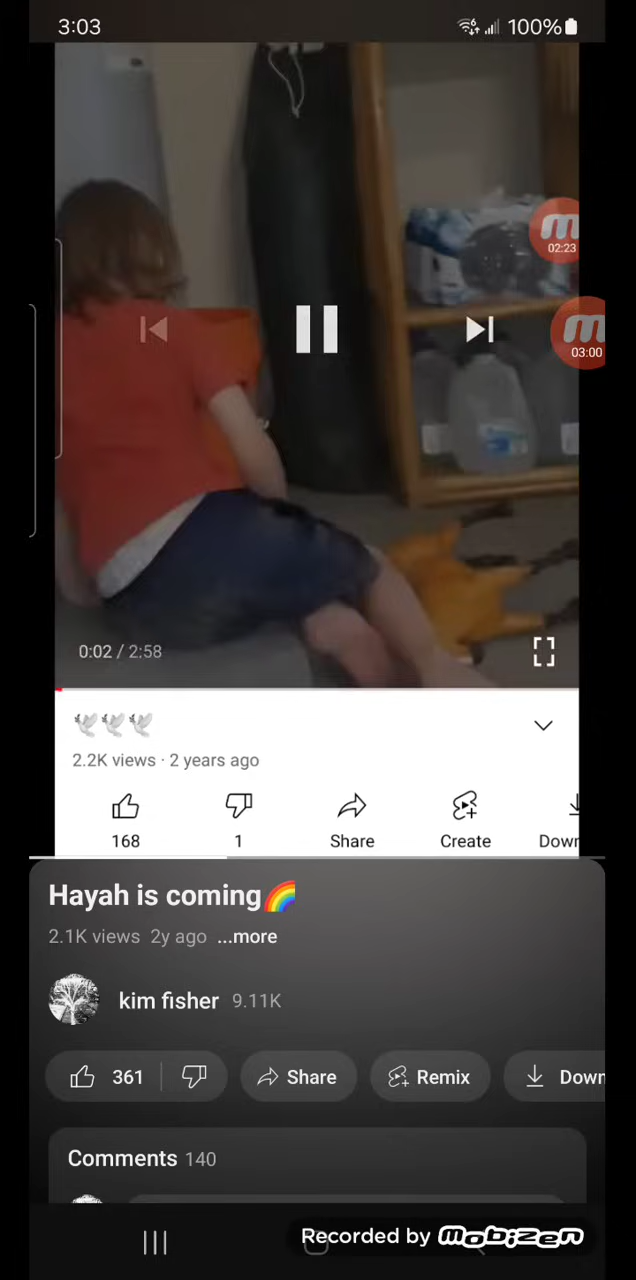 3:03
100%
02:23
03:00
0:02 / 2:58
🕊️🕊️🕊️
2.2K views · 2 years ago
168
1
Share
Create
Dowr
Hayah is coming🌈
2.1K views 2y ago ...more
kim fisher 9.11K
361
Share
Remix
Down
Comments 140
Recorded by Mobizen